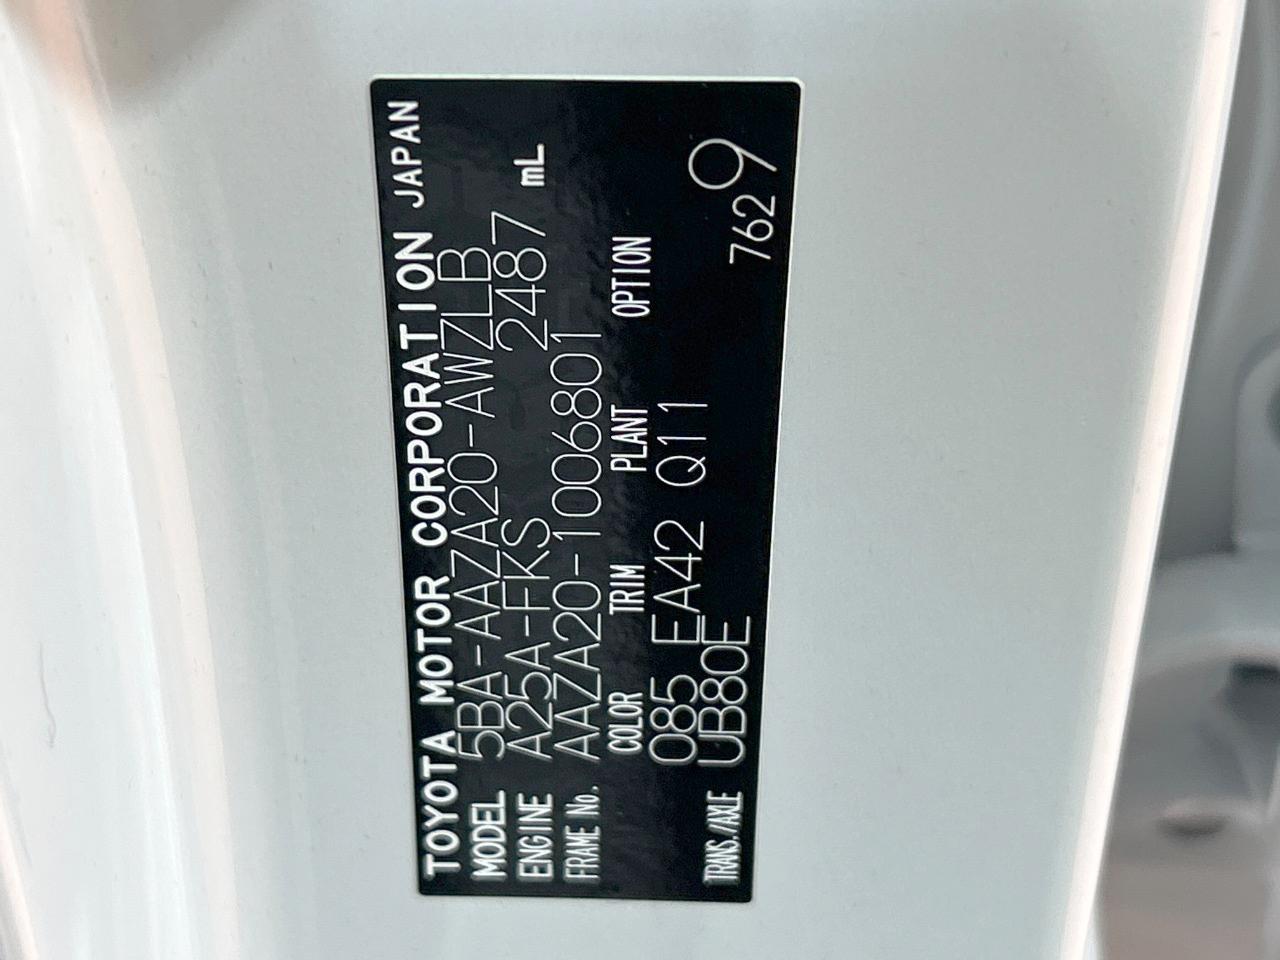 TOYOTA MOTOR CORPORATION JAPAN
MODEL 5BA-AAZA20-AWZLB
ENGINE A25A-FKS 2487 mL
FRAME No. AAZA20-1006801
COLOR TRIM PLANT OPTION
085 EA42 Q11
TRANS./AXLE UB80E
7629